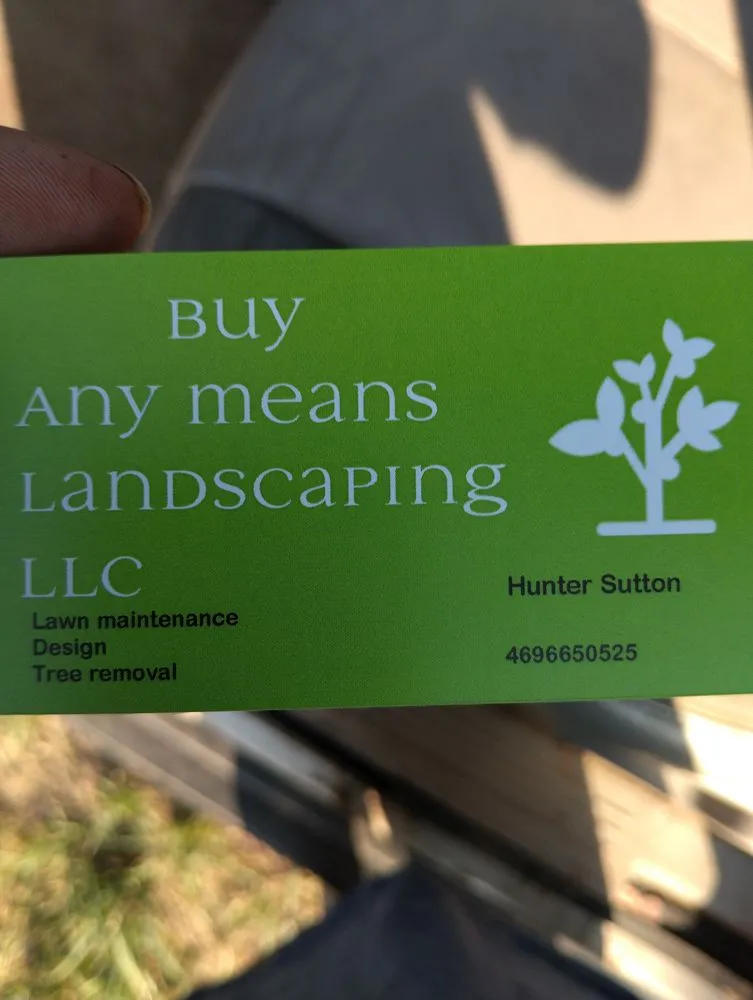 Buy
Any means
Landscaping
LLC
Lawn maintenance
Design
Tree removal
Hunter Sutton
4696650525